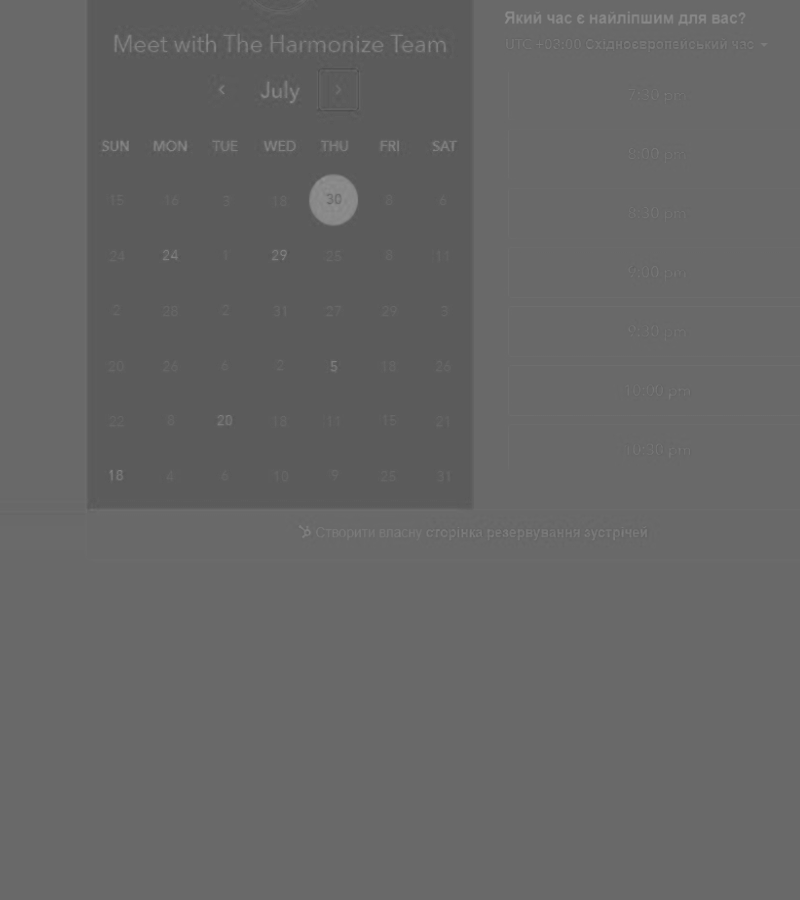 Meet with The Harmonize Team
July
SUN MON TUE WED THU FRI SAT
15 16 3 18 30 8 6
24 24 1 29 25 8 11
2 28 2 31 27 29 3
20 26 6 2 5 18 26
22 8 20 18 11 15 21
18 4 6 10 9 25 31
Який час є найліпшим для вас?
UTC +03:00 Східноєвропейський час
7:30 pm
8:00 pm
8:30 pm
9:00 pm
9:30 pm
10:00 pm
10:30 pm
Створити власну сторінка резервування зустрічей